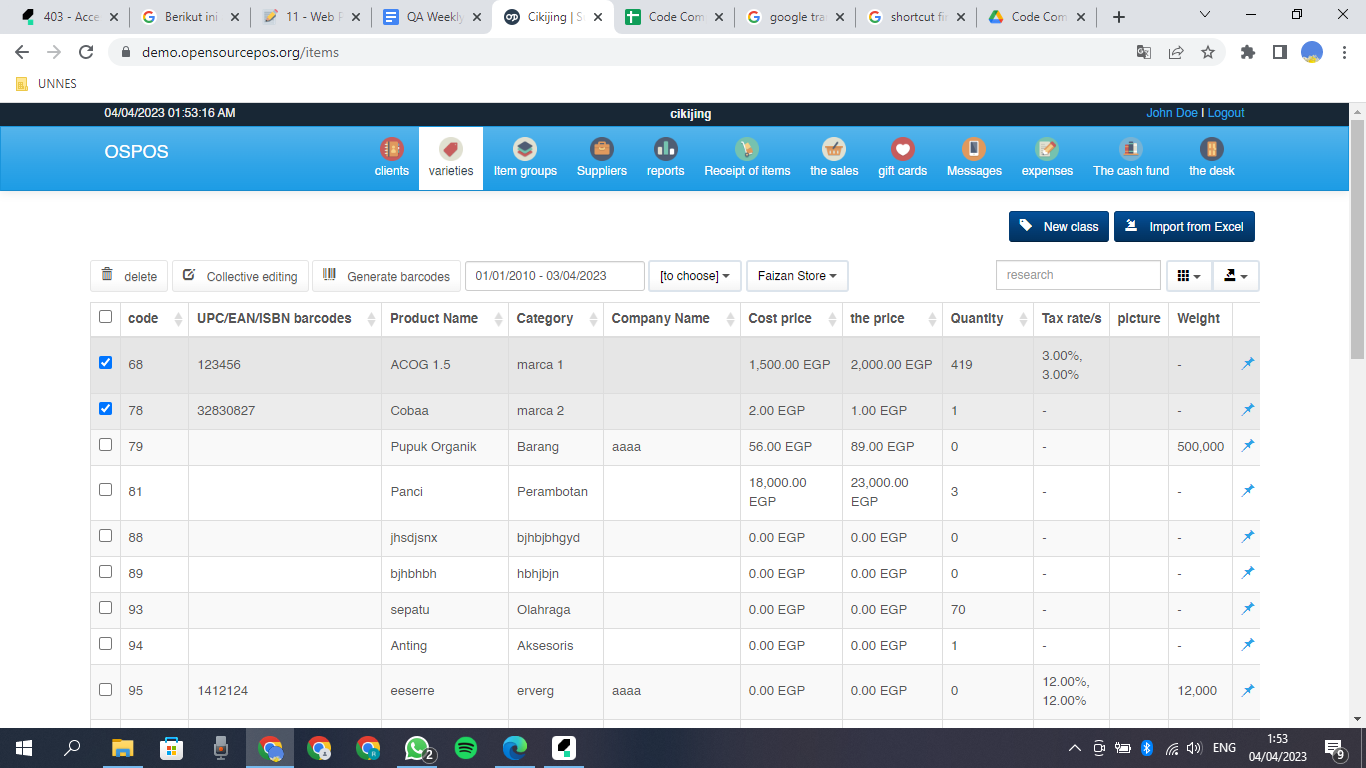 403 - Acce
Berikut ini
11 - Web P
QA Weekly
Cikijing | S
Code Com
google tra
shortcut fi
Code Com
demo.opensourcepos.org/items
UNNES
04/04/2023 01:53:16 AM
cikijing
John Doe | Logout
OSPOS
clients
varieties
Item groups
Suppliers
reports
Receipt of items
the sales
gift cards
Messages
expenses
The cash fund
the desk
New class
Import from Excel
delete
Collective editing
Generate barcodes
01/01/2010 - 03/04/2023
[to choose]
Faizan Store
research
code UPC/EAN/ISBN barcodes Product Name Category Company Name Cost price the price Quantity Tax rate/s picture Weight
68 123456 ACOG 1.5 marca 1 1,500.00 EGP 2,000.00 EGP 419 3.00%, 3.00% -
78 32830827 Cobaa marca 2 2.00 EGP 1.00 EGP 1 - -
79 Pupuk Organik Barang aaaa 56.00 EGP 89.00 EGP 0 - 500,000
81 Panci Perambotan 18,000.00 EGP 23,000.00 EGP 3 - -
88 jhsdjsnx bjhbjbhgyd 0.00 EGP 0.00 EGP 0 - -
89 bjhbhbh hbhjbjn 0.00 EGP 0.00 EGP 0 - -
93 sepatu Olahraga 0.00 EGP 0.00 EGP 70 - -
94 Anting Aksesoris 0.00 EGP 0.00 EGP 1 - -
95 1412124 eeserre erverg aaaa 0.00 EGP 0.00 EGP 0 12.00%, 12.00% 12,000
2
ENG
1:53
04/04/2023
9